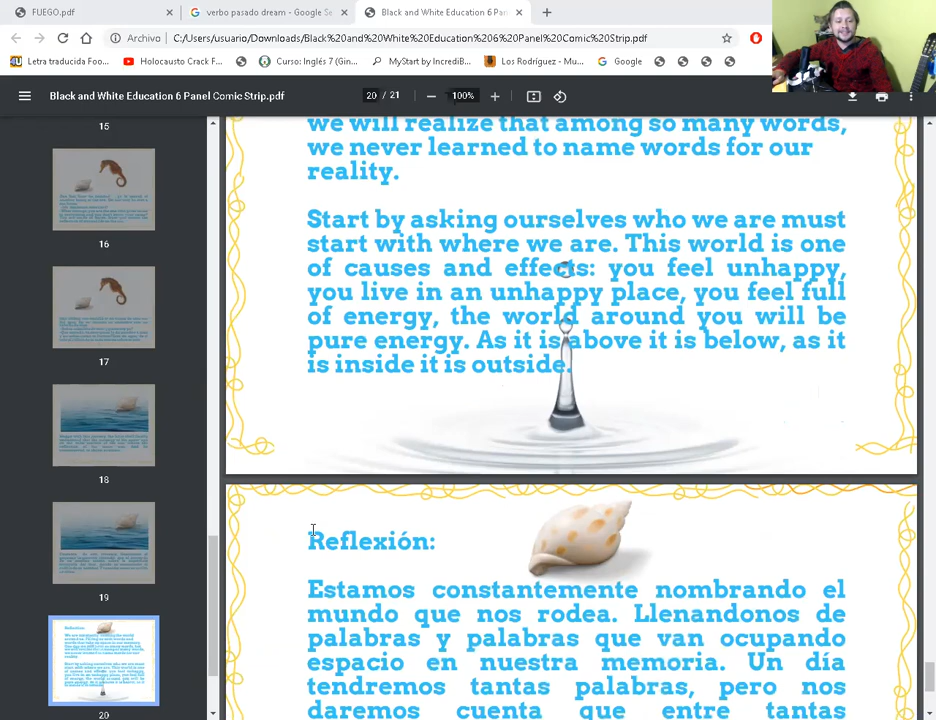 FUEGO.pdf
verbo pasado dream - Google Se
Black and White Education 6 Pan
Archivo
C:/Users/usuario/Downloads/Black%20and%20White%20Education%206%20Panel%20Comic%20Strip.pdf
Letra traducida Foo...
Holocausto Crack F...
Curso: Inglés 7 (Gin...
MyStart by IncrediB...
Los Rodríguez - Mu...
Google
Black and White Education 6 Panel Comic Strip.pdf
20 / 21
100%
15
16
17
18
19
20
we will realize that among so many words,
we never learned to name words for our
reality.
Start by asking ourselves who we are must
start with where we are. This world is one
of causes and effects: you feel unhappy,
you live in an unhappy place, you feel full
of energy, the world around you will be
pure energy. As it is above it is below, as it
is inside it is outside.
Reflexión:
Estamos constantemente nombrando el
mundo que nos rodea. Llenandonos de
palabras y palabras que van ocupando
espacio en nuestra memoria. Un día
tendremos tantas palabras, pero nos
daremos cuenta que entre tantas